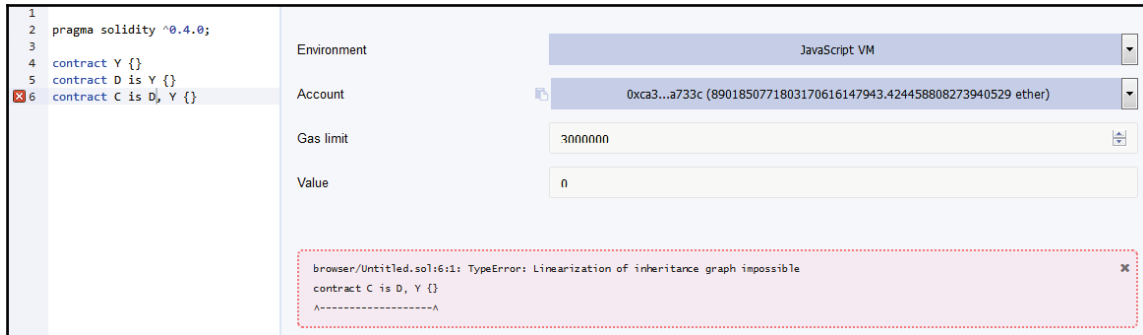 1
2 pragma solidity ^0.4.0;
3
4 contract Y {}
5 contract D is Y {}
6 contract C is D, Y {}
Environment JavaScript VM
Account 0xca3...a733c (8901850771803170616147943.424458808273940529 ether)
Gas limit 3000000
Value 0
browser/Untitled.sol:6:1: TypeError: Linearization of inheritance graph impossible
contract C is D, Y {}
^-------------------^